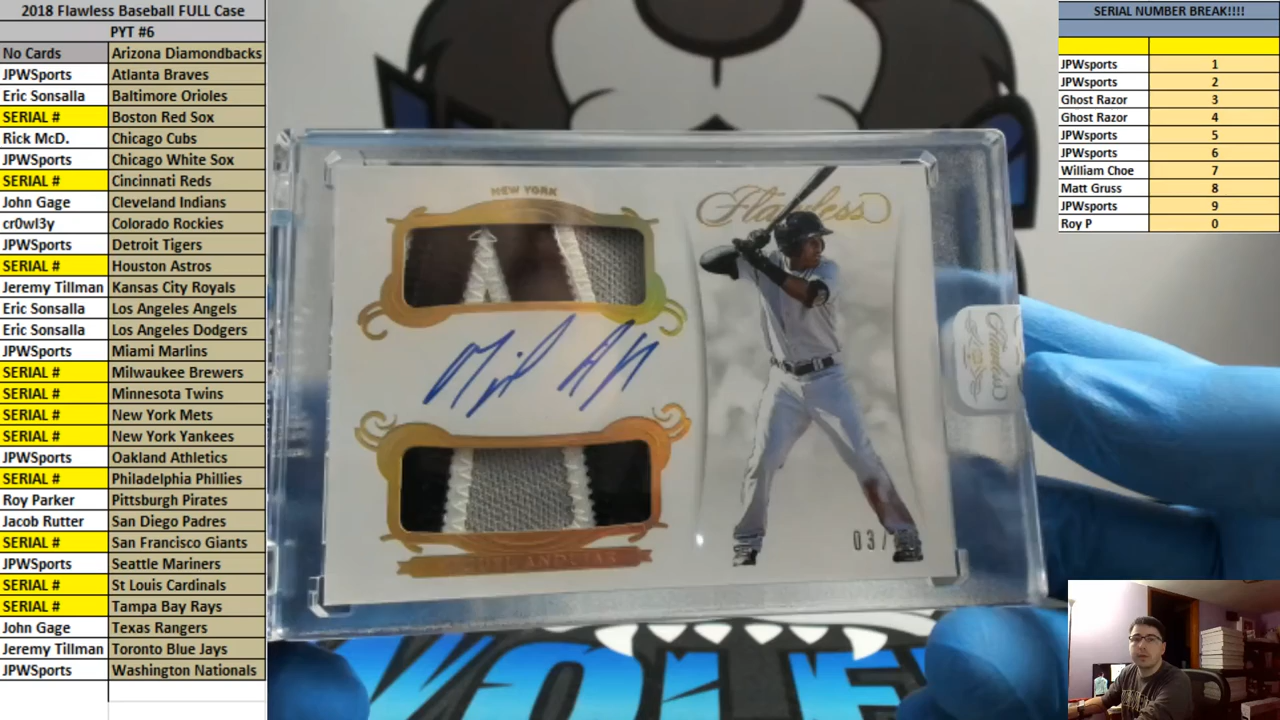 2018 Flawless Baseball FULL Case
PYT #6
No Cards Arizona Diamondbacks
JPWSports Atlanta Braves
Eric Sonsalla Baltimore Orioles
SERIAL # Boston Red Sox
Rick McD. Chicago Cubs
JPWSports Chicago White Sox
SERIAL # Cincinnati Reds
John Gage Cleveland Indians
cr0wl3y Colorado Rockies
JPWSports Detroit Tigers
SERIAL # Houston Astros
Jeremy Tillman Kansas City Royals
Eric Sonsalla Los Angeles Angels
Eric Sonsalla Los Angeles Dodgers
JPWSports Miami Marlins
SERIAL # Milwaukee Brewers
SERIAL # Minnesota Twins
SERIAL # New York Mets
SERIAL # New York Yankees
JPWSports Oakland Athletics
SERIAL # Philadelphia Phillies
Roy Parker Pittsburgh Pirates
Jacob Rutter San Diego Padres
SERIAL # San Francisco Giants
JPWSports Seattle Mariners
SERIAL # St Louis Cardinals
SERIAL # Tampa Bay Rays
John Gage Texas Rangers
Jeremy Tillman Toronto Blue Jays
JPWSports Washington Nationals
NEW YORK
Flawless
03/
Flawless
SERIAL NUMBER BREAK!!!!
JPWsports 1
JPWsports 2
Ghost Razor 3
Ghost Razor 4
JPWsports 5
JPWsports 6
William Choe 7
Matt Gruss 8
JPWsports 9
Roy P 0